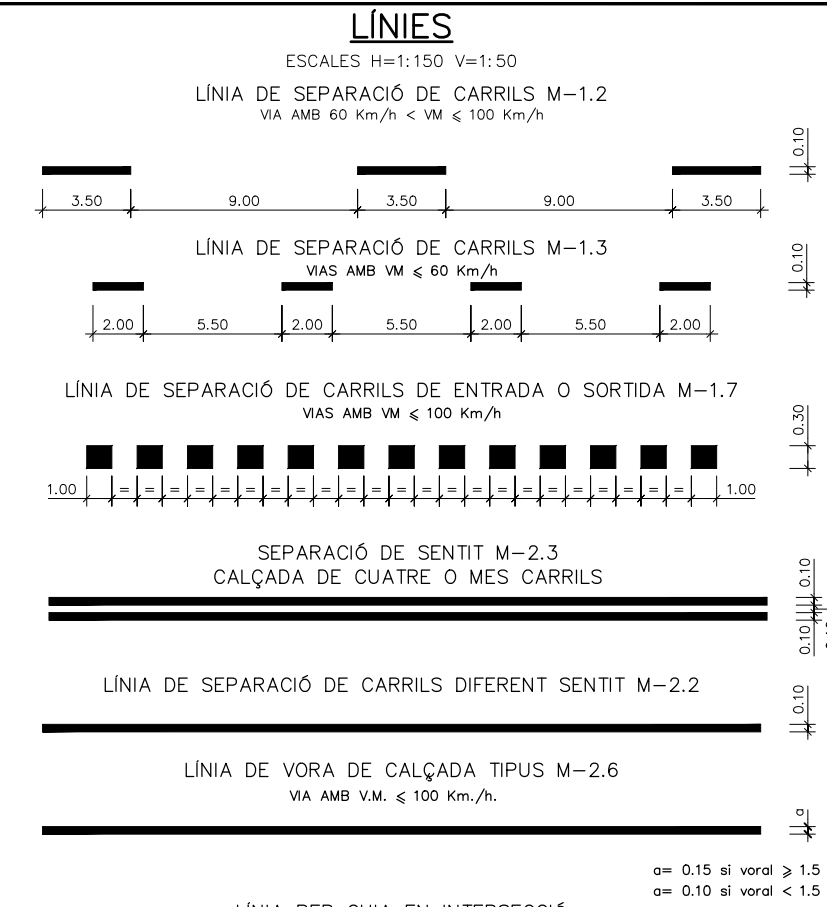 LÍNIES
ESCALES H=1:150 V=1:50
LÍNIA DE SEPARACIÓ DE CARRILS M-1.2
VIA AMB 60 Km/h < VM ⩽ 100 Km/h
0.10
3.50 9.00 3.50 9.00 3.50
LÍNIA DE SEPARACIÓ DE CARRILS M-1.3
VIAS AMB VM ⩽ 60 Km/h
0.10
2.00 5.50 2.00 5.50 2.00 5.50 2.00
LÍNIA DE SEPARACIÓ DE CARRILS DE ENTRADA O SORTIDA M-1.7
VIAS AMB VM ⩽ 100 Km/h
0.30
1.00 = = = = = = = = = = = = = = = = = = = = = = = 1.00
SEPARACIÓ DE SENTIT M-2.3
CALÇADA DE CUATRE O MES CARRILS
0.10
0.10
LÍNIA DE SEPARACIÓ DE CARRILS DIFERENT SENTIT M-2.2
0.10
LÍNIA DE VORA DE CALÇADA TIPUS M-2.6
VIA AMB V.M. ⩽ 100 Km./h.
a
a= 0.15 si voral ⩾ 1.5
a= 0.10 si voral < 1.5
LÍNIA PER GUIA EN INTERSECCIÓ